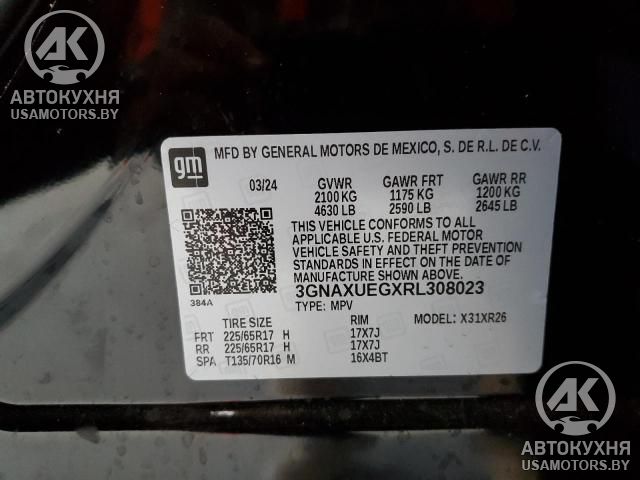 AK
АВТОКУХНЯ
USAMOTORS.BY
gm
MFD BY GENERAL MOTORS DE MEXICO, S. DE R.L. DE C.V.
03/24 GVWR GAWR FRT GAWR RR
2100 KG 1175 KG 1200 KG
4630 LB 2590 LB 2645 LB
THIS VEHICLE CONFORMS TO ALL
APPLICABLE U.S. FEDERAL MOTOR
VEHICLE SAFETY AND THEFT PREVENTION
STANDARDS IN EFFECT ON THE DATE OF
MANUFACTURE SHOWN ABOVE.
3GNAXUEGXRL308023
384A
TYPE: MPV
TIRE SIZE RIM MODEL: X31XR26
FRT 225/65R17 H 17X7J
RR 225/65R17 H 17X7J
SPA T135/70R16 M 16X4BT
AK
АВТОКУХНЯ
USAMOTORS.BY